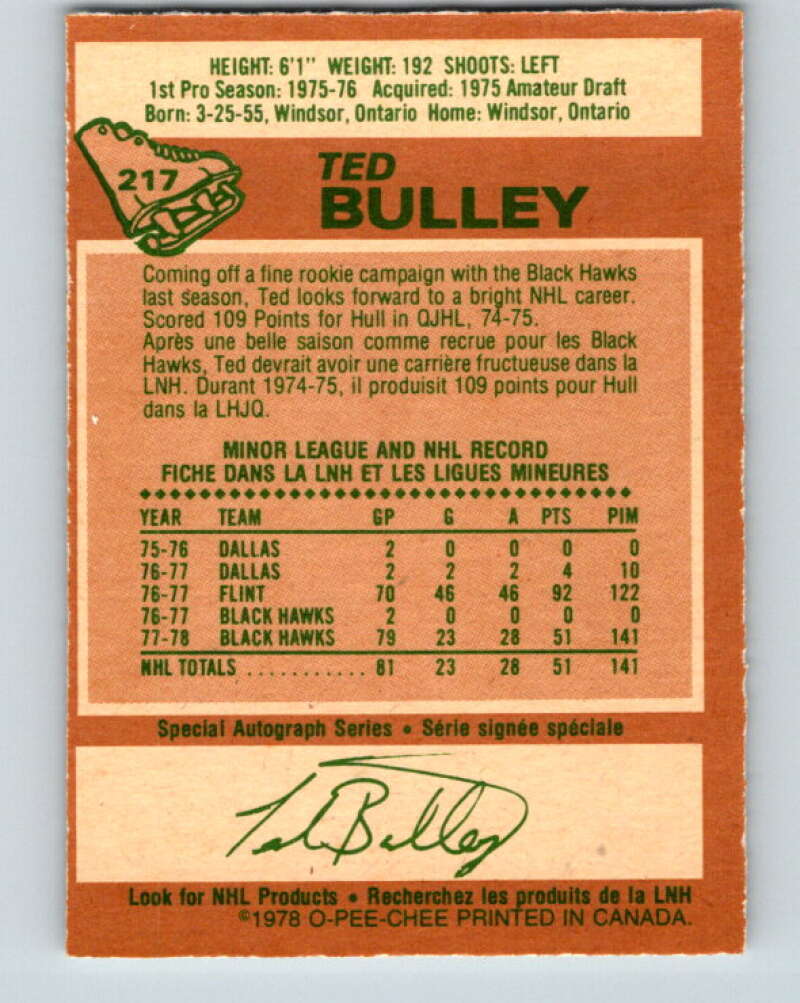 HEIGHT: 6'1" WEIGHT: 192 SHOOTS: LEFT
1st Pro Season: 1975-76 Acquired: 1975 Amateur Draft
Born: 3-25-55, Windsor, Ontario Home: Windsor, Ontario
217
TED
BULLEY
Coming off a fine rookie campaign with the Black Hawks
last season, Ted looks forward to a bright NHL career.
Scored 109 Points for Hull in QJHL, 74-75.
Après une belle saison comme recrue pour les Black
Hawks, Ted devrait avoir une carrière fructueuse dans la
LNH. Durant 1974-75, il produisit 109 points pour Hull
dans la LHJQ.
MINOR LEAGUE AND NHL RECORD
FICHE DANS LA LNH ET LES LIGUES MINEURES
YEAR TEAM GP G A PTS PIM
75-76 DALLAS 2 0 0 0 0
76-77 DALLAS 2 2 2 4 10
76-77 FLINT 70 46 46 92 122
76-77 BLACK HAWKS 2 0 0 0 0
77-78 BLACK HAWKS 79 23 28 51 141
NHL TOTALS ........... 81 23 28 51 141
Special Autograph Series • Série signée spéciale
Ted Bulley
Look for NHL Products • Recherchez les produits de la LNH
©1978 O-PEE-CHEE PRINTED IN CANADA.